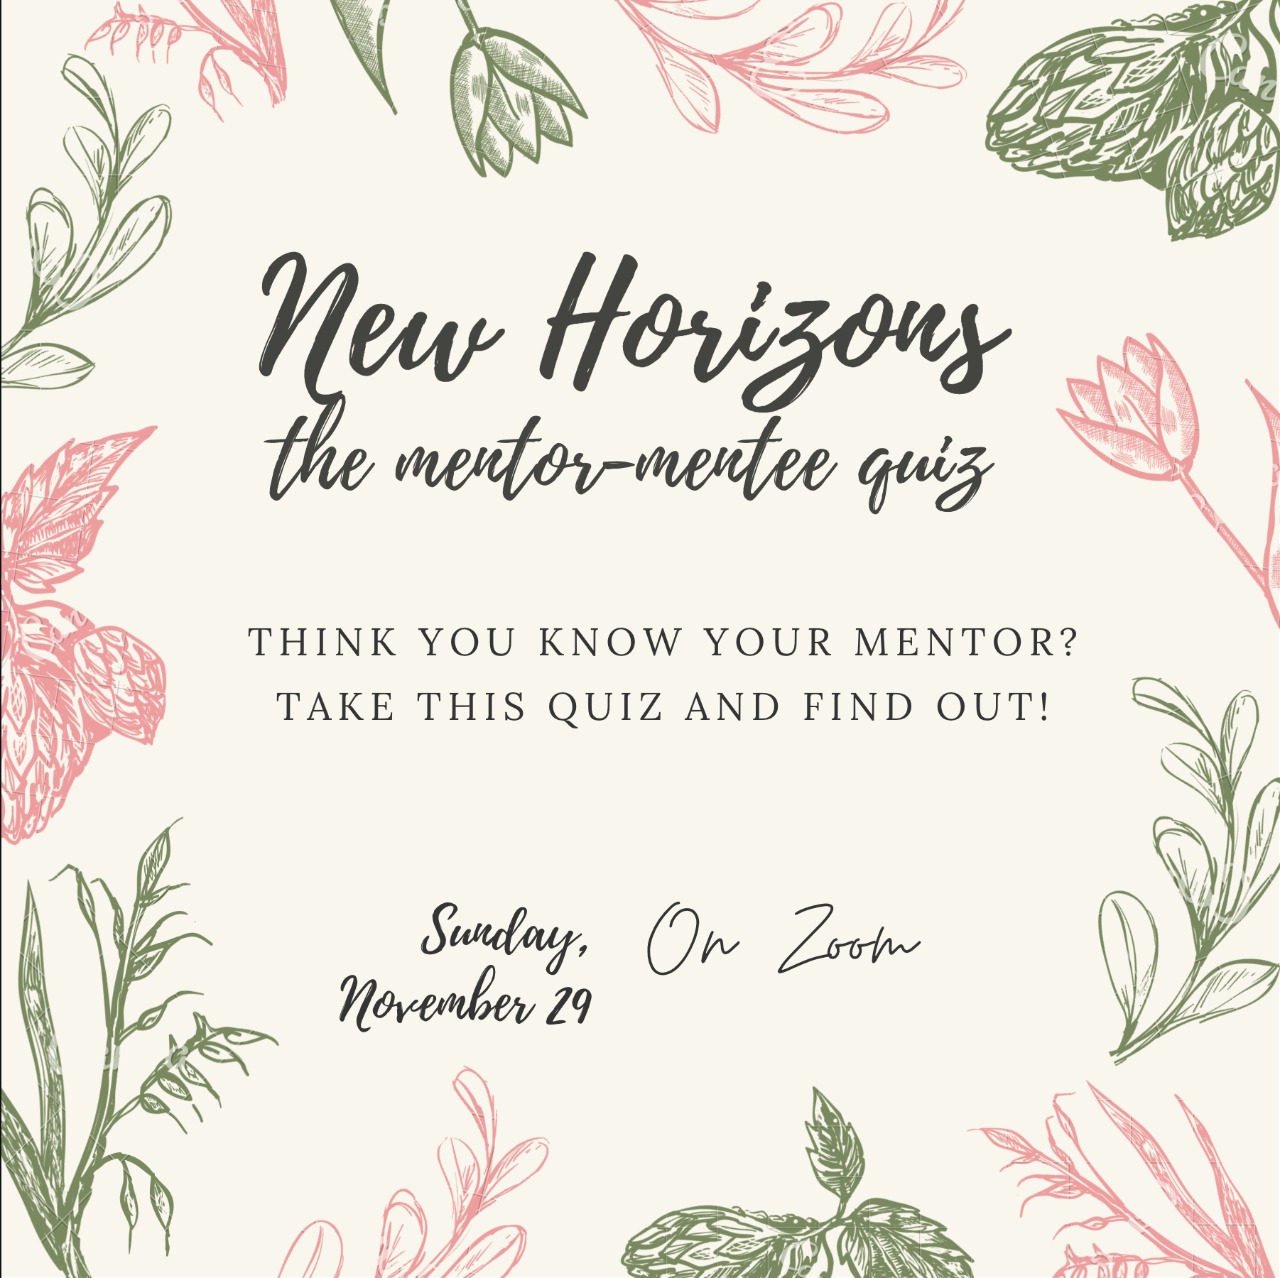 New Horizons
the mentor-mentee quiz
THINK YOU KNOW YOUR MENTOR?
TAKE THIS QUIZ AND FIND OUT!
Sunday,
November 29
On Zoom